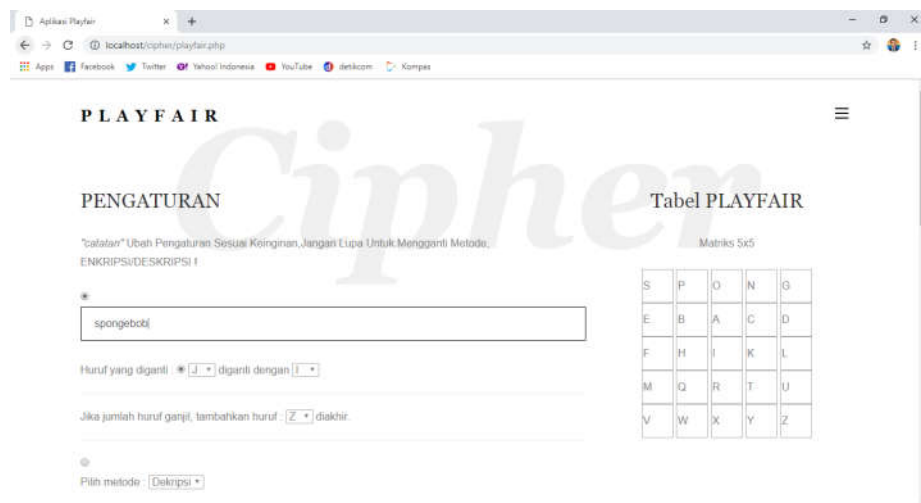 Aplikasi Playfair
localhost/cipher/playfair.php
Apps Facebook Twitter Yahoo! Indonesia YouTube detikcom Kompas
PLAYFAIR
Cipher
PENGATURAN
"catatan" Ubah Pengaturan Sesuai Keinginan,Jangan Lupa Untuk Mengganti Metode,
ENKRIPSI/DESKRIPSI !
spongebob
Huruf yang diganti : J diganti dengan I
Jika jumlah huruf ganjil, tambahkan huruf : Z diakhir.
Pilih metode : Dekripsi
Tabel PLAYFAIR
Matriks 5x5
S P O N G
E B A C D
F H I K L
M Q R T U
V W X Y Z